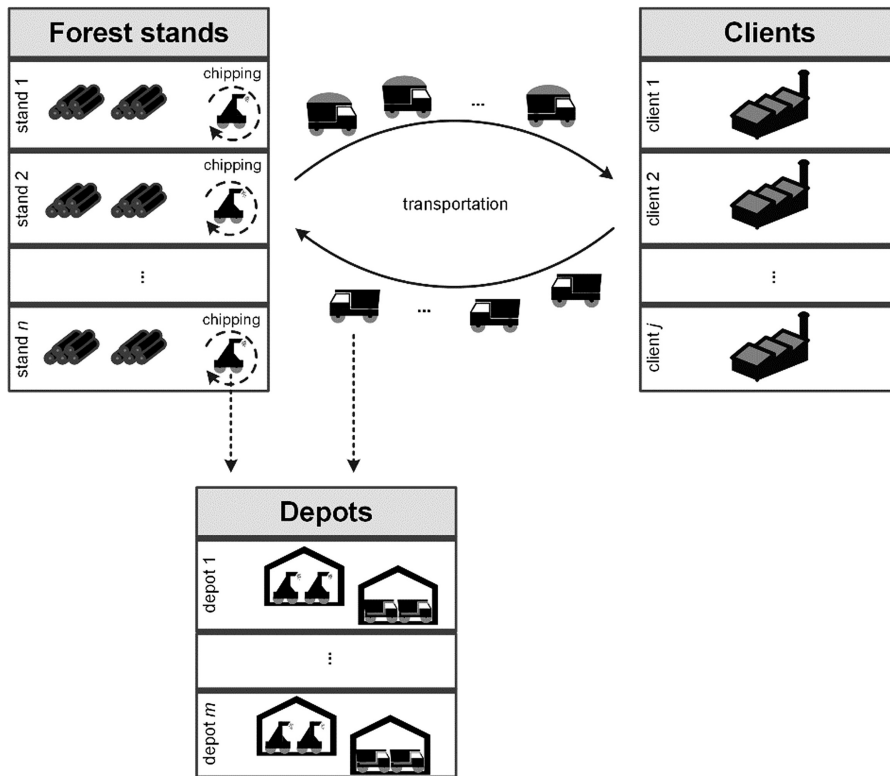 Forest stands
stand 1
chipping
stand 2
chipping
...
stand n
chipping
...
transportation
...
Clients
client 1
client 2
...
client j
Depots
depot 1
...
depot m